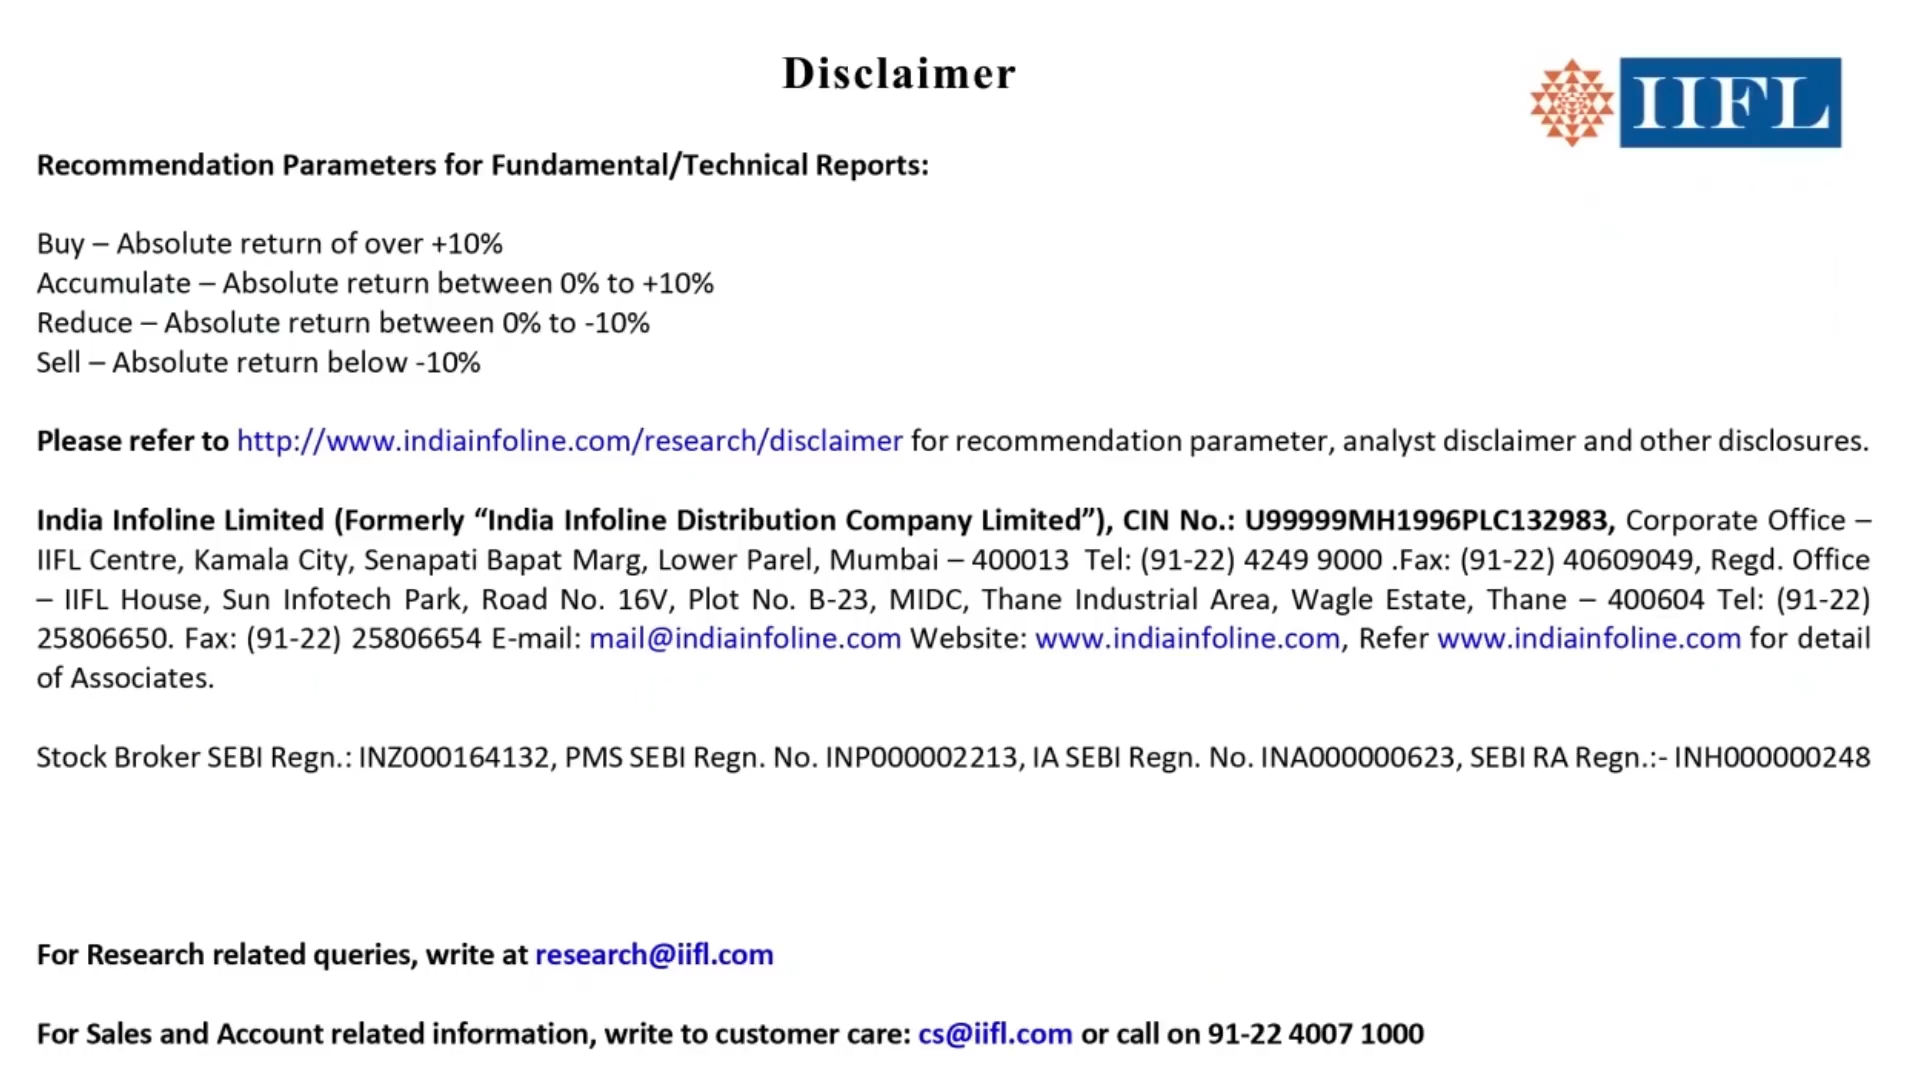 Disclaimer
IIFL
Recommendation Parameters for Fundamental/Technical Reports:
Buy – Absolute return of over +10%
Accumulate – Absolute return between 0% to +10%
Reduce – Absolute return between 0% to -10%
Sell – Absolute return below -10%
Please refer to http://www.indiainfoline.com/research/disclaimer for recommendation parameter, analyst disclaimer and other disclosures.
India Infoline Limited (Formerly “India Infoline Distribution Company Limited”), CIN No.: U99999MH1996PLC132983, Corporate Office –
IIFL Centre, Kamala City, Senapati Bapat Marg, Lower Parel, Mumbai – 400013 Tel: (91-22) 4249 9000 .Fax: (91-22) 40609049, Regd. Office
– IIFL House, Sun Infotech Park, Road No. 16V, Plot No. B-23, MIDC, Thane Industrial Area, Wagle Estate, Thane – 400604 Tel: (91-22)
25806650. Fax: (91-22) 25806654 E-mail: mail@indiainfoline.com Website: www.indiainfoline.com, Refer www.indiainfoline.com for detail
of Associates.
Stock Broker SEBI Regn.: INZ000164132, PMS SEBI Regn. No. INP000002213, IA SEBI Regn. No. INA000000623, SEBI RA Regn.:- INH000000248
For Research related queries, write at research@iifl.com
For Sales and Account related information, write to customer care: cs@iifl.com or call on 91-22 4007 1000